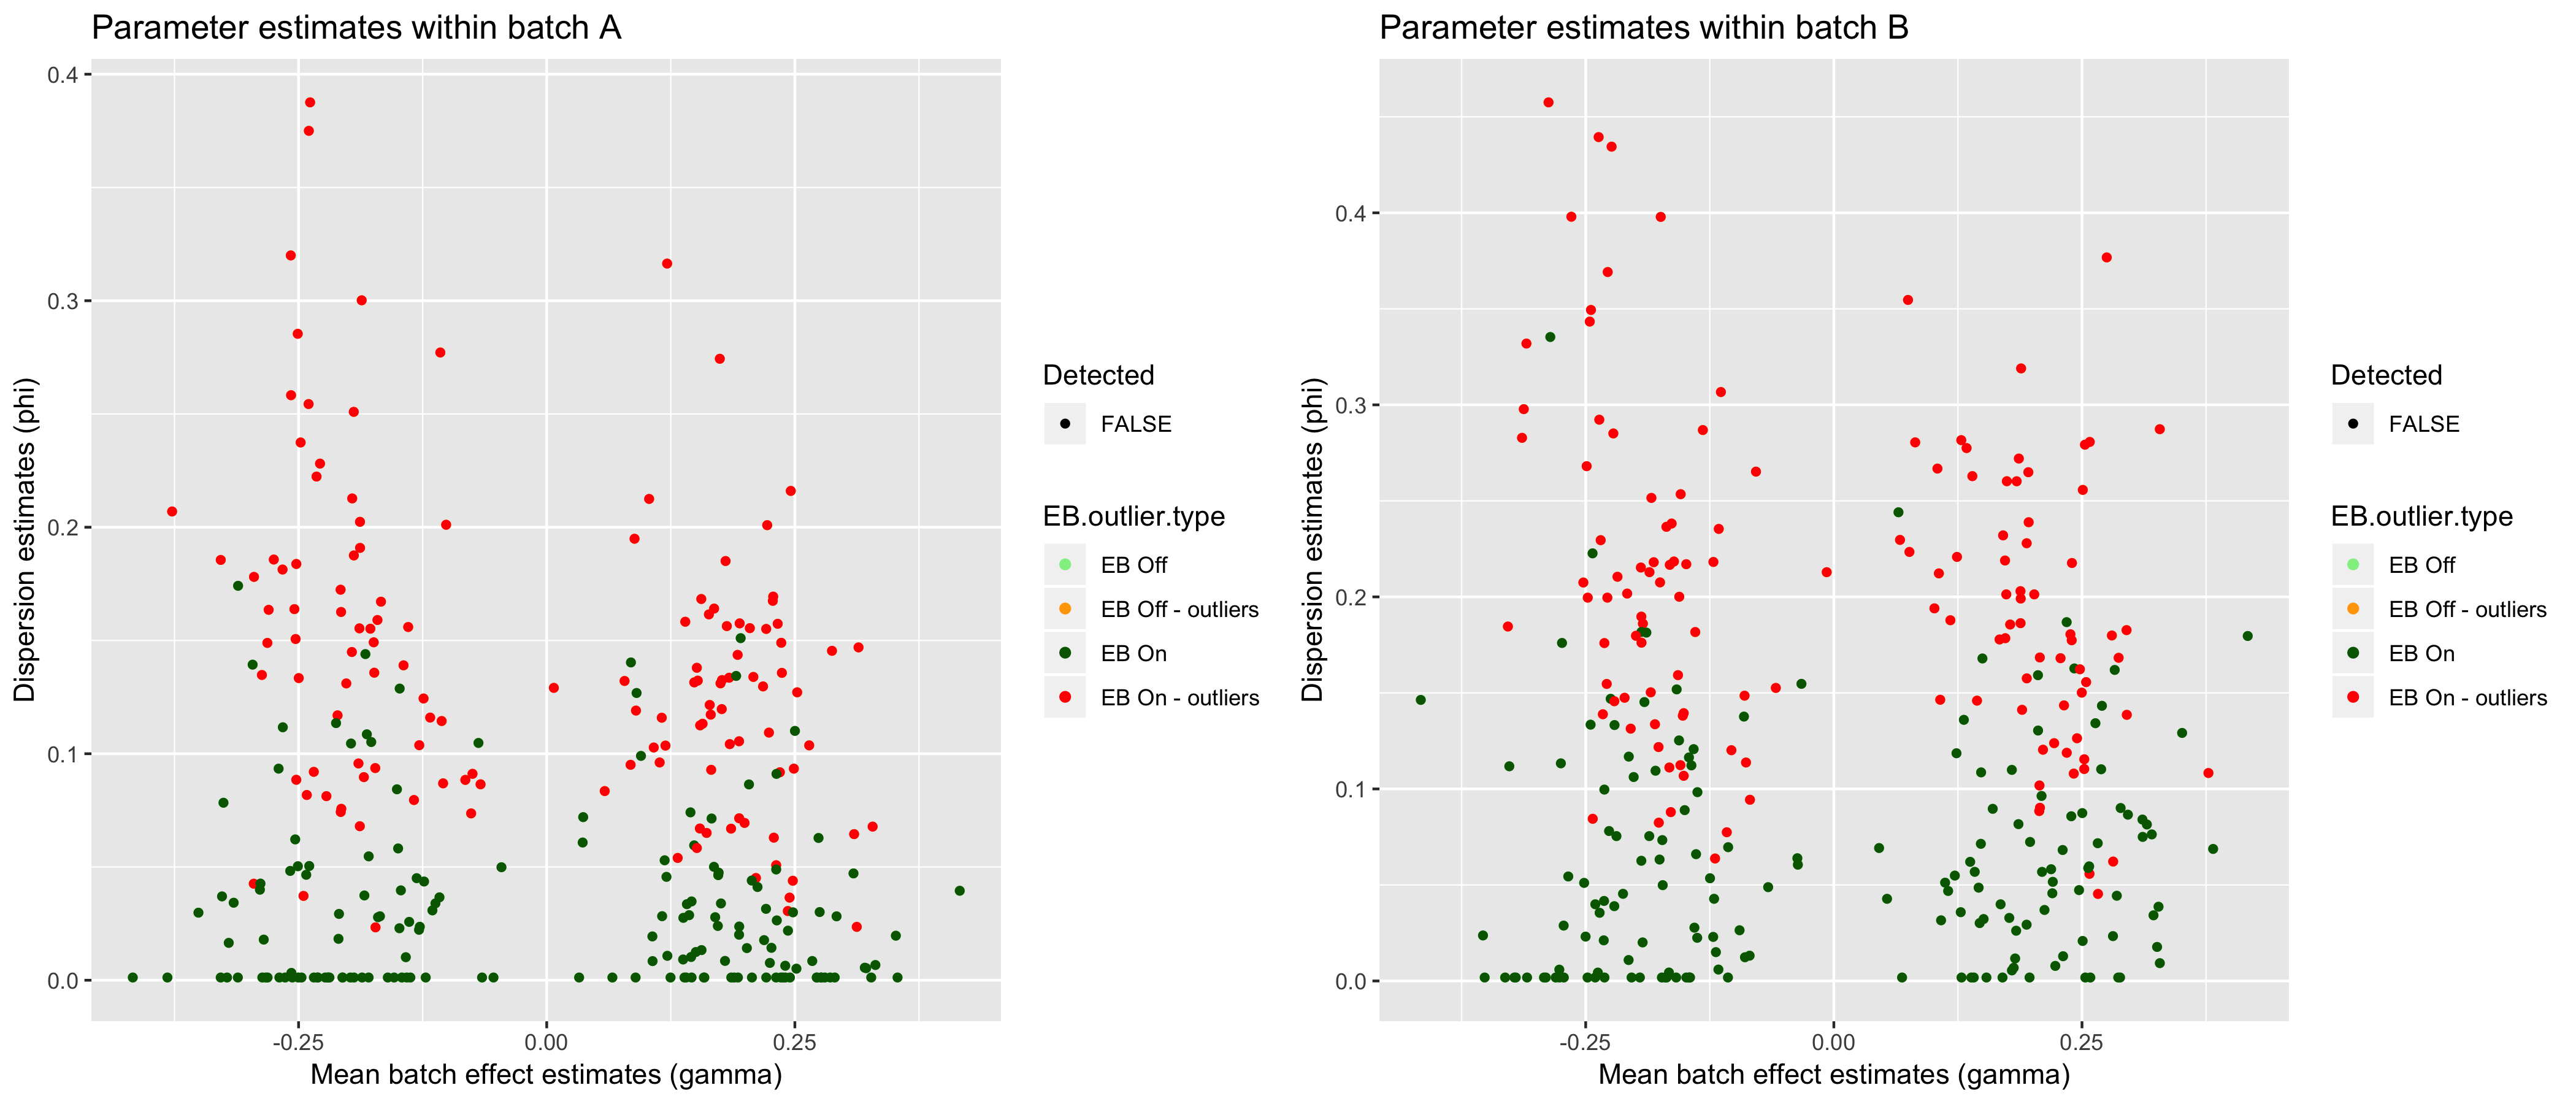 Parameter estimates within batch A
Dispersion estimates (phi)
0.4
0.3
0.2
0.1
0.0
-0.25 0.00 0.25
Mean batch effect estimates (gamma)
Detected
FALSE
EB.outlier.type
EB Off
EB Off - outliers
EB On
EB On - outliers
Parameter estimates within batch B
Dispersion estimates (phi)
0.4
0.3
0.2
0.1
0.0
-0.25 0.00 0.25
Mean batch effect estimates (gamma)
Detected
FALSE
EB.outlier.type
EB Off
EB Off - outliers
EB On
EB On - outliers